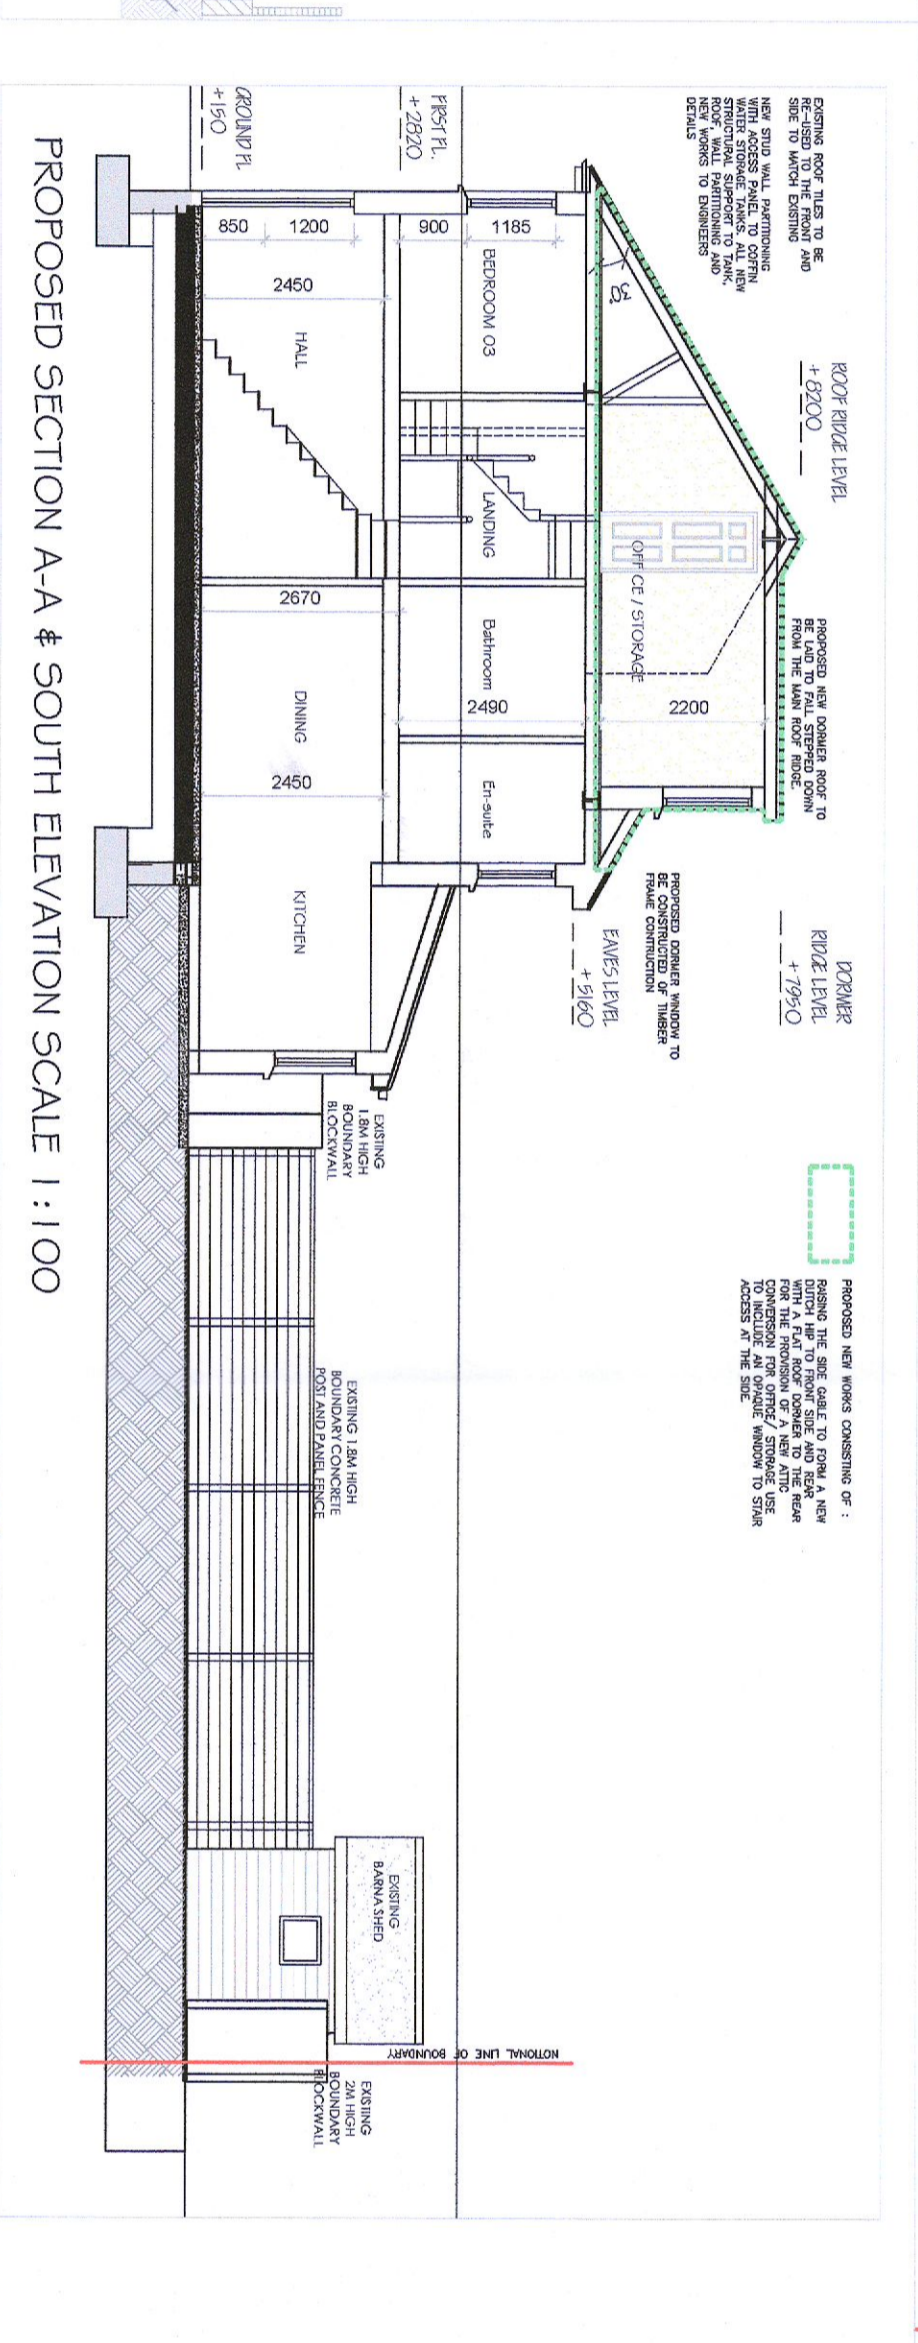 EXISTING ROOF TILES TO BE
RE-USED TO THE FRONT AND
SIDE TO MATCH EXISTING
NEW STUD WALL PARTITIONING
WITH ACCESS PANEL TO COFFIN
WATER STORAGE TANKS. ALL NEW
STRUCTURAL SUPPORT TO TANK,
ROOF, WALL PARTITIONING AND
NEW WORKS TO ENGINEERS
DETAILS
ROOF RIDGE LEVEL
+8200
PROPOSED NEW DORMER ROOF TO
BE LAID TO FALL STEPPED DOWN
FROM THE MAIN ROOF RIDGE.
DORMER
RIDGE LEVEL
+7950
PROPOSED NEW WORKS CONSISTING OF :
RAISING THE SIDE GABLE TO FORM A NEW
DUTCH HIP TO FRONT SIDE AND REAR
WITH A FLAT ROOF DORMER TO THE REAR
FOR THE PROVISION OF A NEW ATTIC
CONVERSION FOR OFFICE/ STORAGE USE
TO INCLUDE AN OPAQUE WINDOW TO STAIR
ACCESS AT THE SIDE.
PROPOSED DORMER WINDOW TO
BE CONSTRUCTED OF TIMBER
FRAME CONTRUCTION
EAVES LEVEL
+5160
OFFICE / STORAGE
2200
FIRST FL.
+2820
900
1185
BEDROOM 03
LANDING
Bathroom
2490
En-suite
GROUND FL
+150
850
1200
2450
HALL
2670
DINING
2450
KITCHEN
EXISTING
1.8M HIGH
BOUNDARY
BLOCKWALL
EXISTING 1.8M HIGH
BOUNDARY CONCRETE
POST AND PANEL FENCE
EXISTING
BARNA SHED
NOTIONAL LINE OF BOUNDARY
EXISTING
2M HIGH
BOUNDARY
BLOCKWALL
PROPOSED SECTION A-A & SOUTH ELEVATION SCALE 1:100